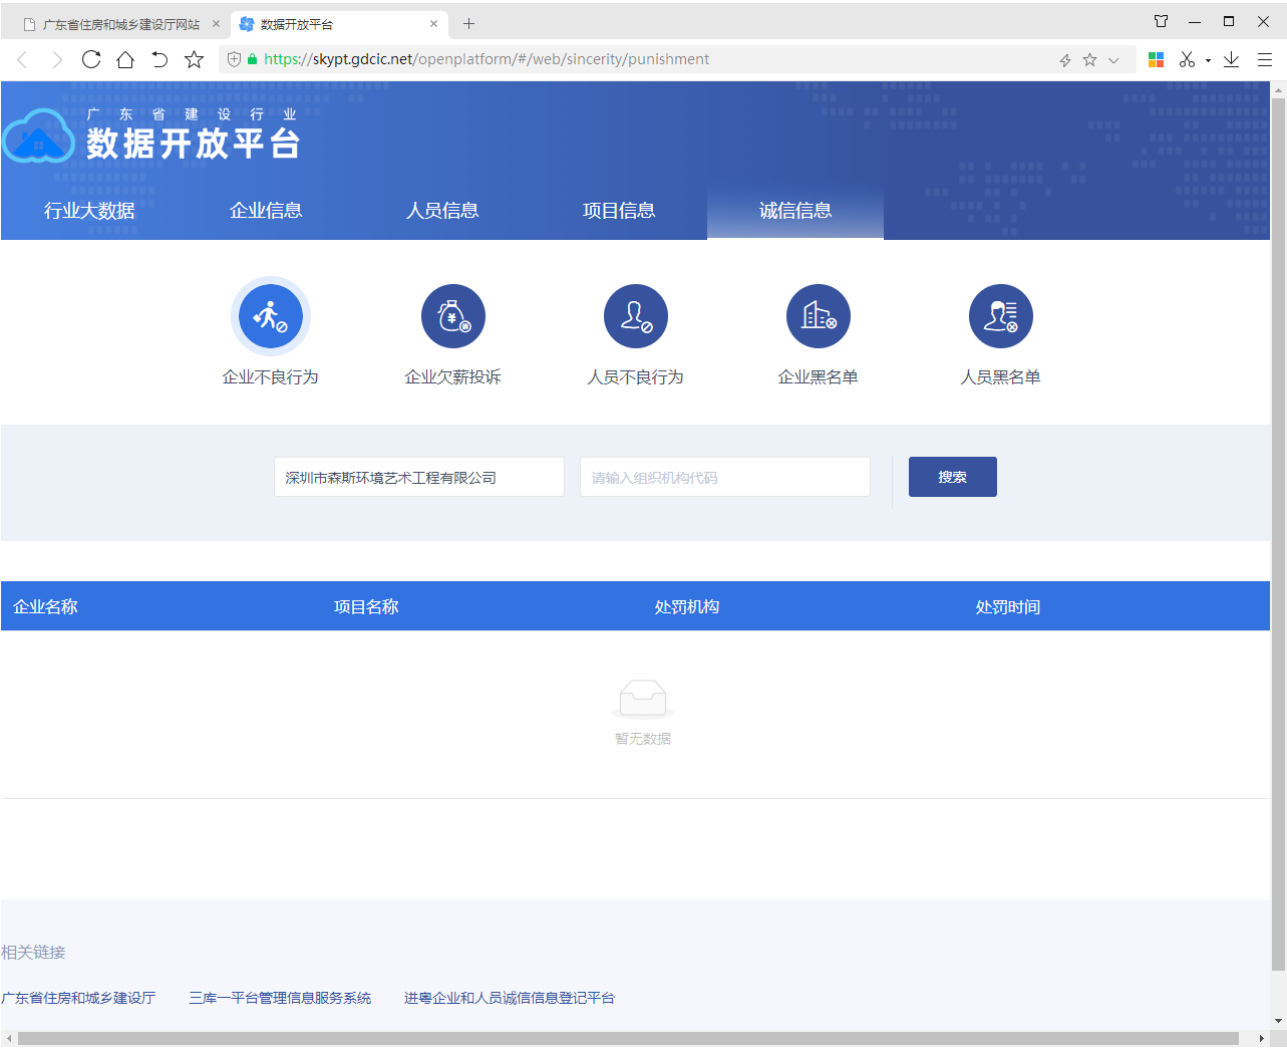 广东省住房和城乡建设厅网站
数据开放平台
https://skypt.gdcic.net/openplatform/#/web/sincerity/punishment
广东省建设行业
数据开放平台
行业大数据 企业信息 人员信息 项目信息 诚信信息
企业不良行为 企业欠薪投诉 人员不良行为 企业黑名单 人员黑名单
深圳市森斯环境艺术工程有限公司 请输入组织机构代码 搜索
企业名称 项目名称 处罚机构 处罚时间
暂无数据
相关链接
广东省住房和城乡建设厅 三库一平台管理信息服务系统 进粤企业和人员诚信信息登记平台